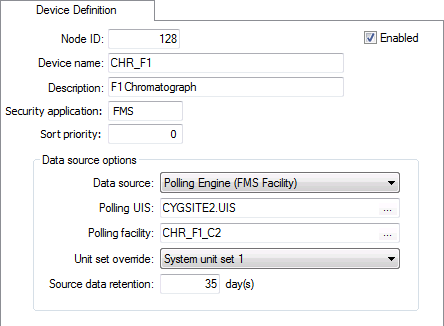 Device Definition
Node ID: 128
Enabled
Device name: CHR_F1
Description: F1 Chromatograph
Security application: FMS
Sort priority: 0
Data source options
Data source: Polling Engine (FMS Facility)
Polling UIS: CYGSITE2.UIS ...
Polling facility: CHR_F1_C2 ...
Unit set override: System unit set 1
Source data retention: 35 day(s)